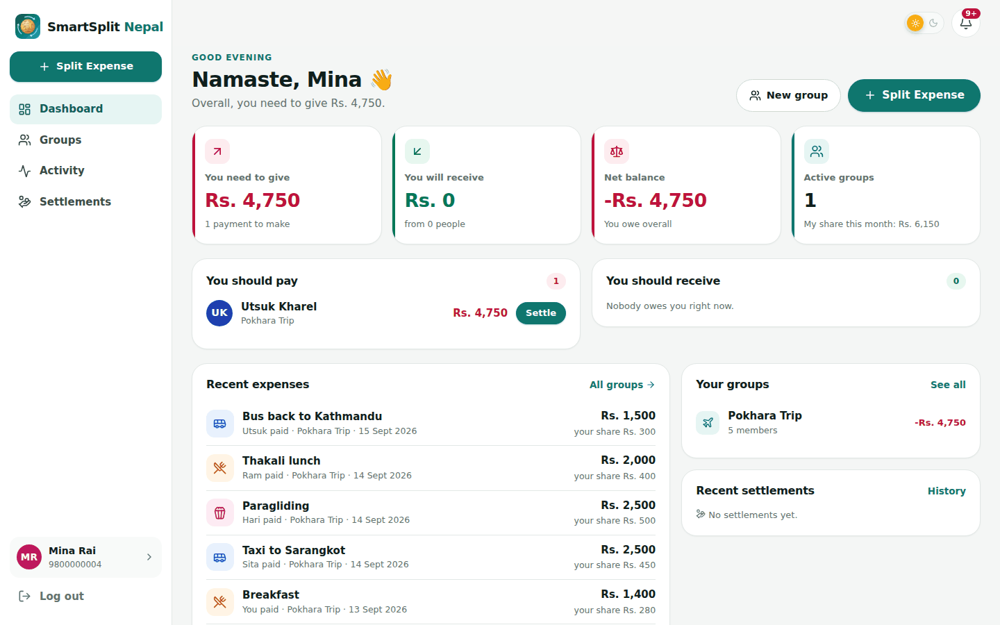 SmartSplit Nepal
Split Expense
Dashboard
Groups
Activity
Settlements
Mina Rai
MR
9800000004
Log out
9+
GOOD EVENING
Namaste, Mina 👋
Overall, you need to give Rs. 4,750.
New group
Split Expense
You need to give
Rs. 4,750
1 payment to make
You will receive
Rs. 0
from 0 people
Net balance
-Rs. 4,750
You owe overall
Active groups
1
My share this month: Rs. 6,150
You should pay
1
UK
Utsuk Kharel
Pokhara Trip
Rs. 4,750
Settle
You should receive
0
Nobody owes you right now.
Recent expenses
All groups →
Bus back to Kathmandu
Utsuk paid · Pokhara Trip · 15 Sept 2026
Rs. 1,500
your share Rs. 300
Thakali lunch
Ram paid · Pokhara Trip · 14 Sept 2026
Rs. 2,000
your share Rs. 400
Paragliding
Hari paid · Pokhara Trip · 14 Sept 2026
Rs. 2,500
your share Rs. 500
Taxi to Sarangkot
Sita paid · Pokhara Trip · 14 Sept 2026
Rs. 2,500
your share Rs. 450
Breakfast
You paid · Pokhara Trip · 13 Sept 2026
Rs. 1,400
your share Rs. 280
Your groups
See all
Pokhara Trip
5 members
-Rs. 4,750
Recent settlements
History
No settlements yet.